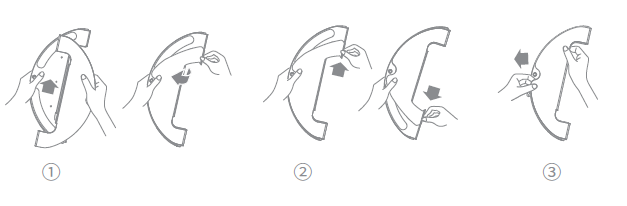 ① ② ③